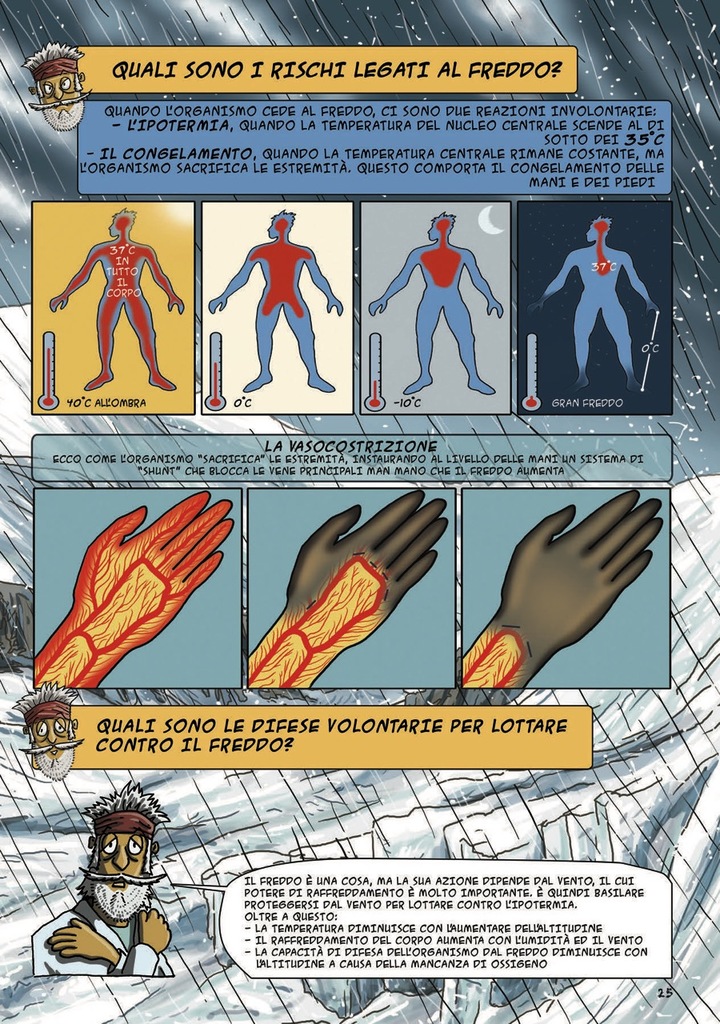 QUALI SONO I RISCHI LEGATI AL FREDDO?
QUANDO L'ORGANISMO CEDE AL FREDDO, CI SONO DUE REAZIONI INVOLONTARIE:
- L'IPOTERMIA, QUANDO LA TEMPERATURA DEL NUCLEO CENTRALE SCENDE AL DI
SOTTO DEI 35°C
- IL CONGELAMENTO, QUANDO LA TEMPERATURA CENTRALE RIMANE COSTANTE, MA
L'ORGANISMO SACRIFICA LE ESTREMITÀ. QUESTO COMPORTA IL CONGELAMENTO DELLE
MANI E DEI PIEDI
37°C
IN
TUTTO
IL
CORPO
40°C ALL'OMBRA
0°C
-10°C
37°C
0°C
GRAN FREDDO
LA VASOCOSTRIZIONE
ECCO COME L'ORGANISMO "SACRIFICA" LE ESTREMITÀ, INSTAURANDO AL LIVELLO DELLE MANI UN SISTEMA DI
"SHUNT" CHE BLOCCA LE VENE PRINCIPALI MAN MANO CHE IL FREDDO AUMENTA
QUALI SONO LE DIFESE VOLONTARIE PER LOTTARE
CONTRO IL FREDDO?
IL FREDDO È UNA COSA, MA LA SUA AZIONE DIPENDE DAL VENTO, IL CUI
POTERE DI RAFFREDDAMENTO È MOLTO IMPORTANTE. È QUINDI BASILARE
PROTEGGERSI DAL VENTO PER LOTTARE CONTRO L'IPOTERMIA.
OLTRE A QUESTO:
- LA TEMPERATURA DIMINUISCE CON L'AUMENTARE DELL'ALTITUDINE
- IL RAFFREDDAMENTO DEL CORPO AUMENTA CON L'UMIDITÀ ED IL VENTO
- LA CAPACITÀ DI DIFESA DELL'ORGANISMO DAL FREDDO DIMINUISCE CON
L'ALTITUDINE A CAUSA DELLA MANCANZA DI OSSIGENO
25